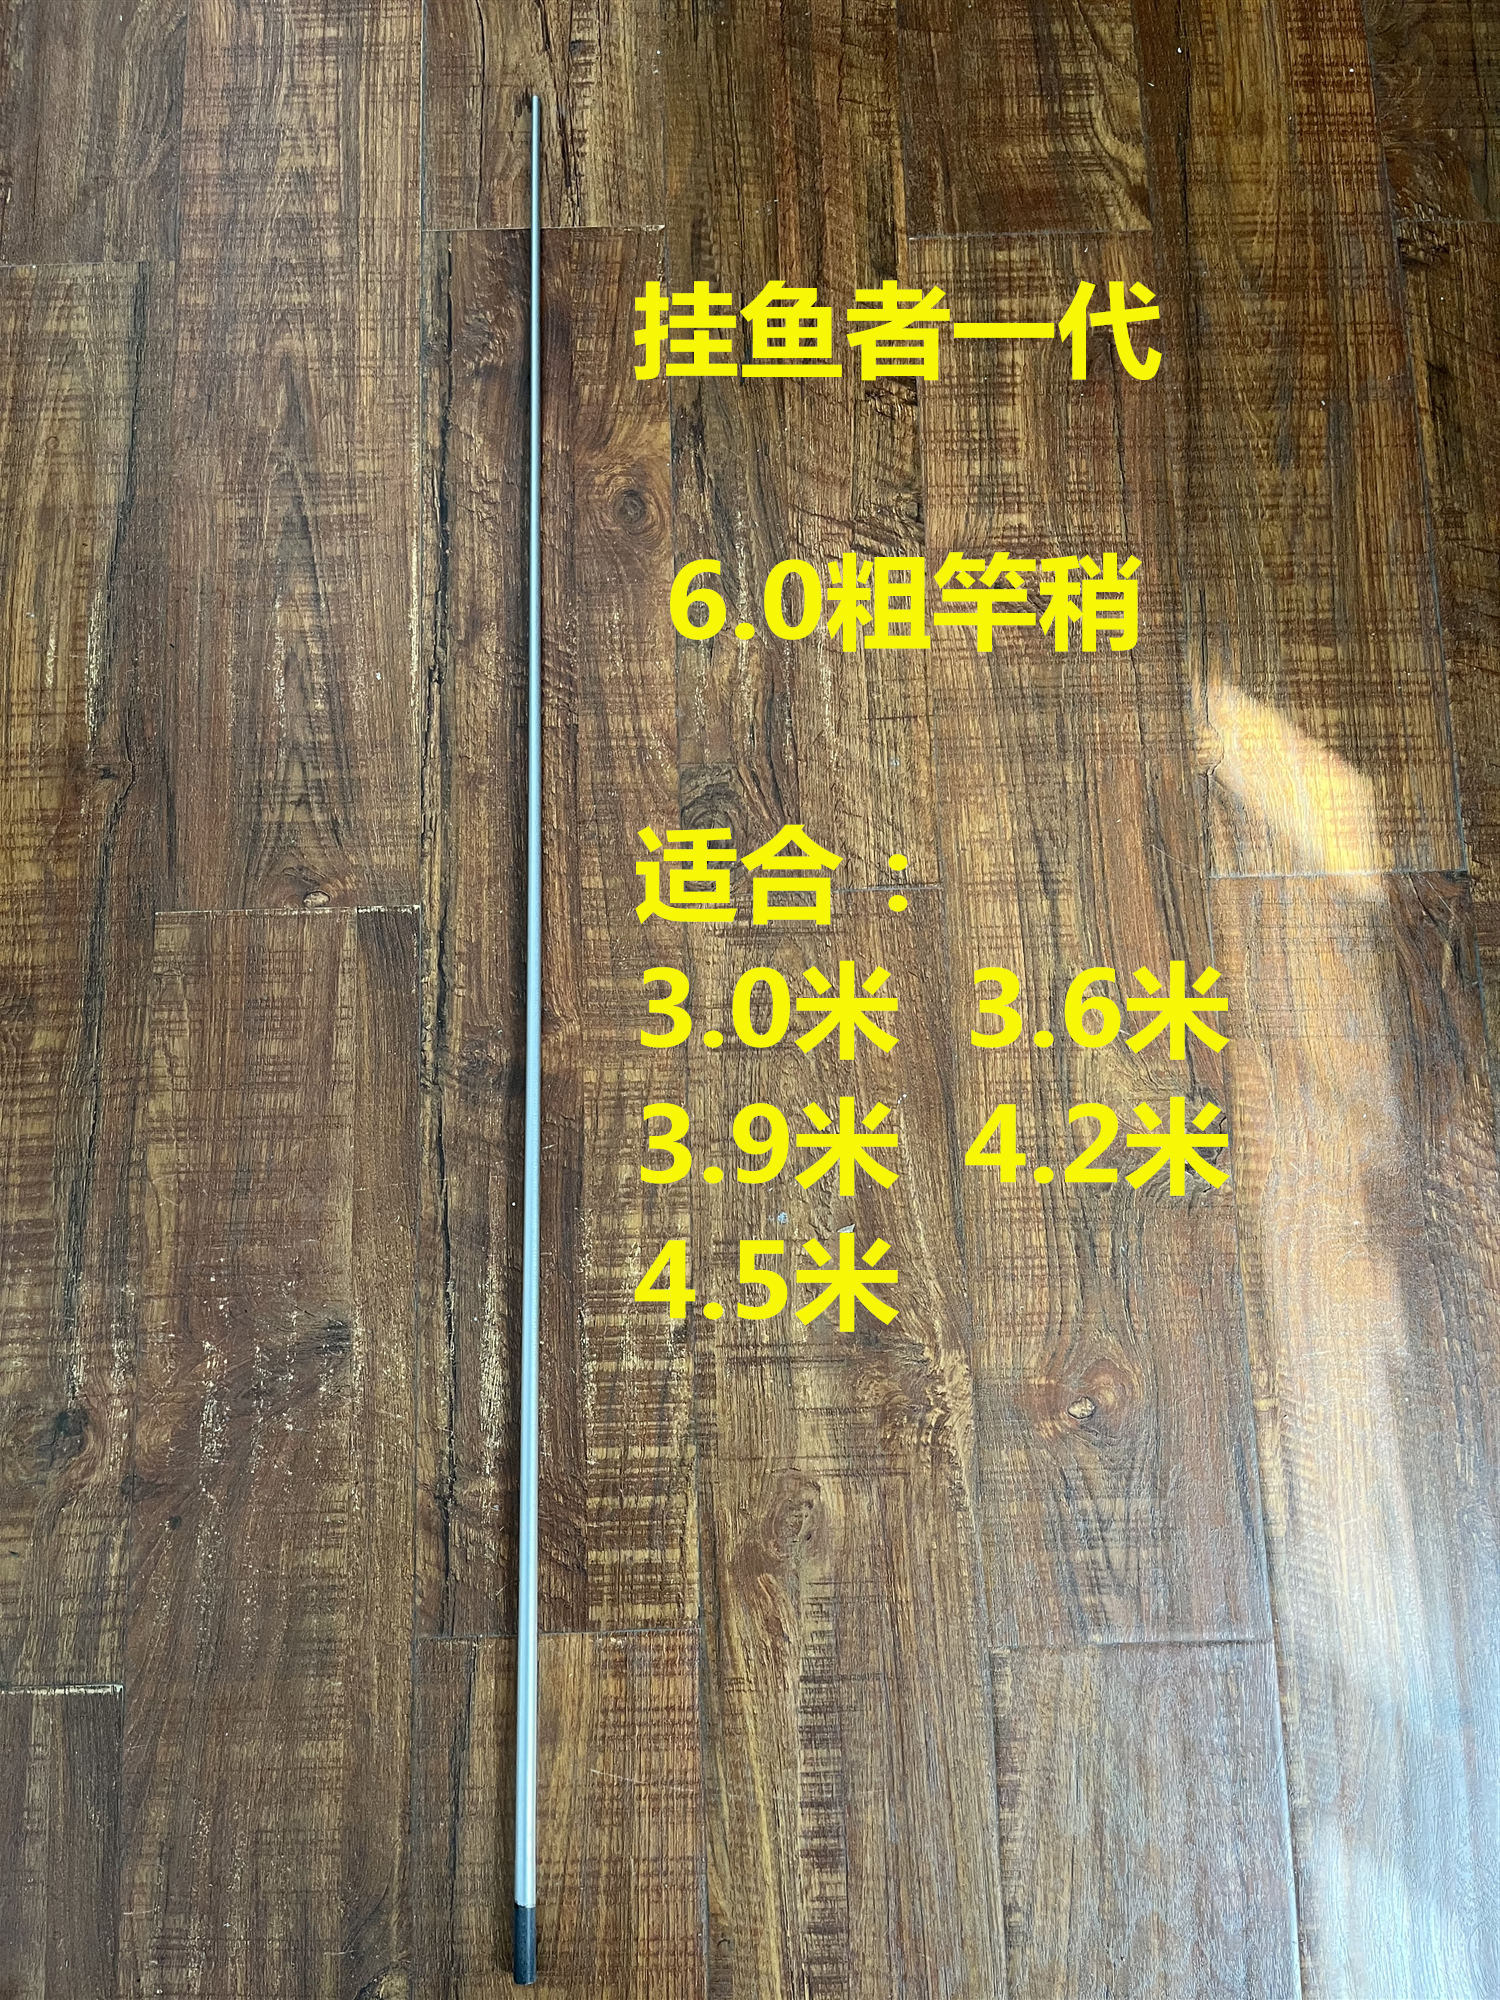 挂鱼者一代
6.0粗竿稍
适合：
3.0米 3.6米
3.9米 4.2米
4.5米